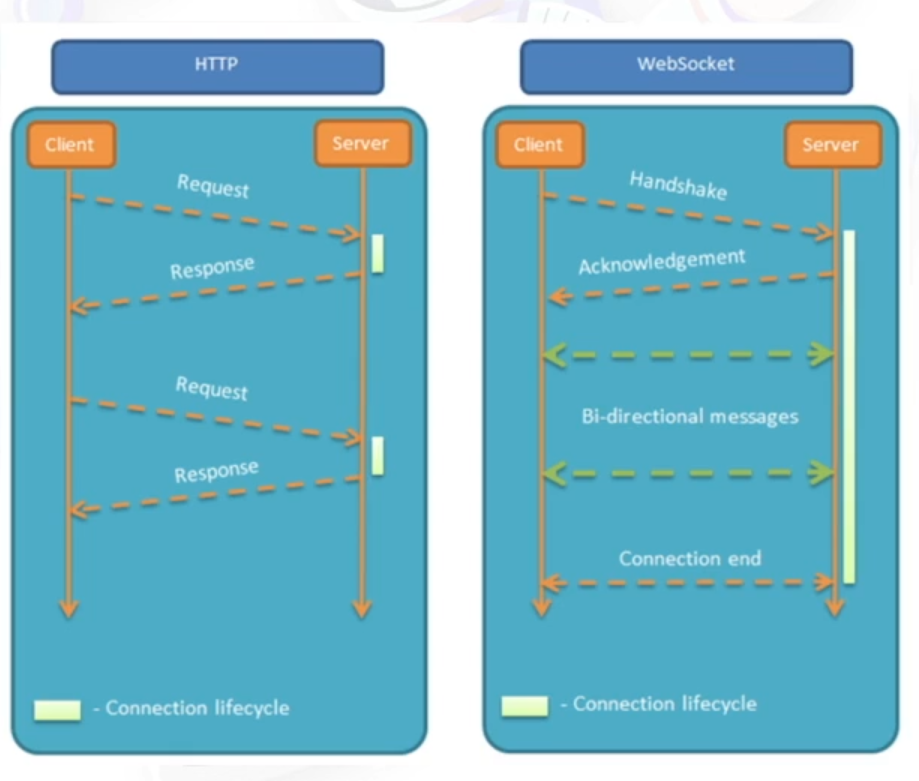 HTTP
Client
Server
Request
Response
Request
Response
- Connection lifecycle
WebSocket
Client
Server
Handshake
Acknowledgement
Bi-directional messages
Connection end
- Connection lifecycle